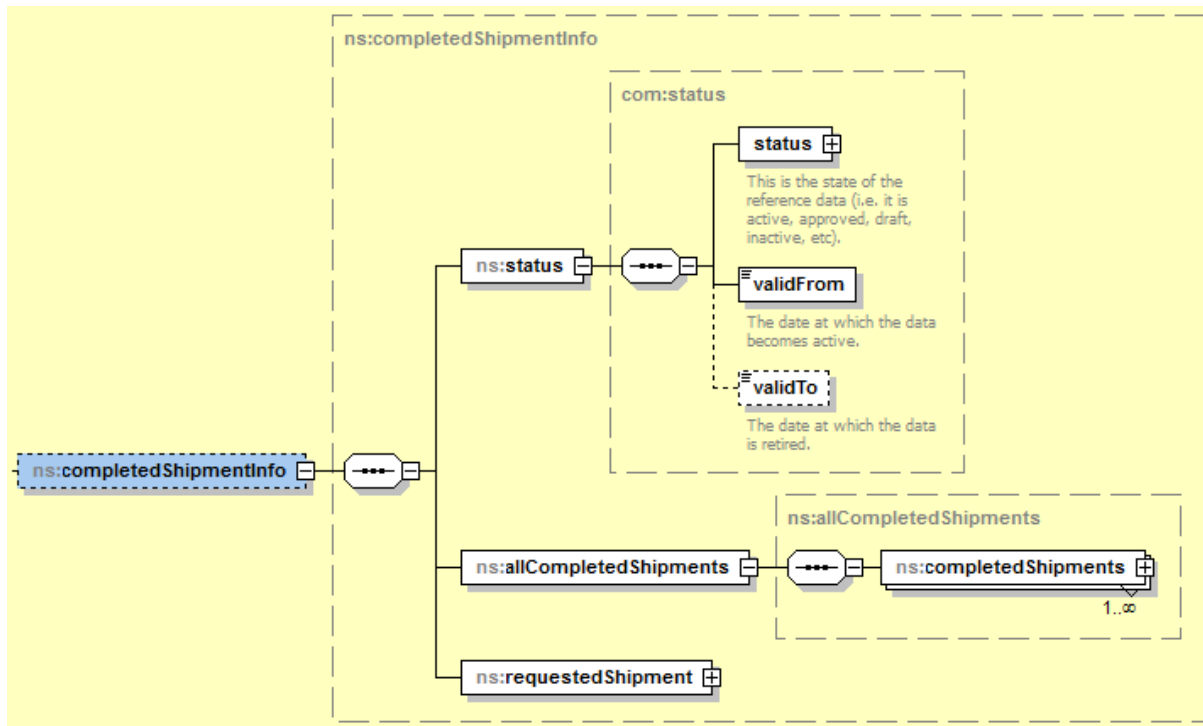 ns:completedShipmentInfo
com:status
status
This is the state of the
reference data (i.e. it is
active, approved, draft,
inactive, etc).
ns:status
validFrom
The date at which the data
becomes active.
validTo
The date at which the data
is retired.
ns:completedShipmentInfo
ns:allCompletedShipments
ns:allCompletedShipments
ns:completedShipments
1..∞
ns:requestedShipment